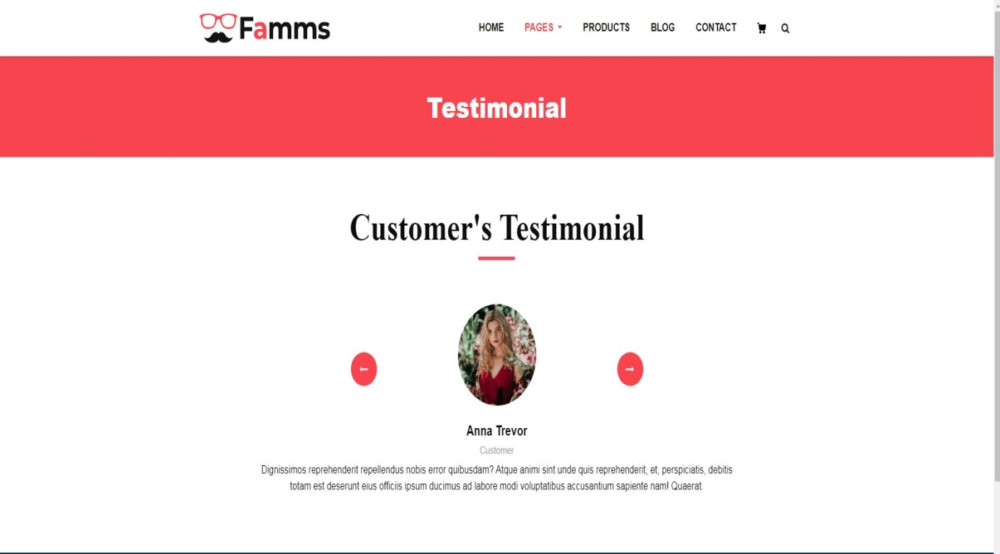 Famms
HOME PAGES PRODUCTS BLOG CONTACT
Testimonial
Customer's Testimonial
Anna Trevor
Customer
Dignissimos reprehenderit repellendus nobis error quibusdam? Atque animi sint unde quis reprehenderit, et, perspiciatis, debitis
totam est deserunt eius officiis ipsum ducimus ad labore modi voluptatibus accusantium sapiente nam! Quaerat.